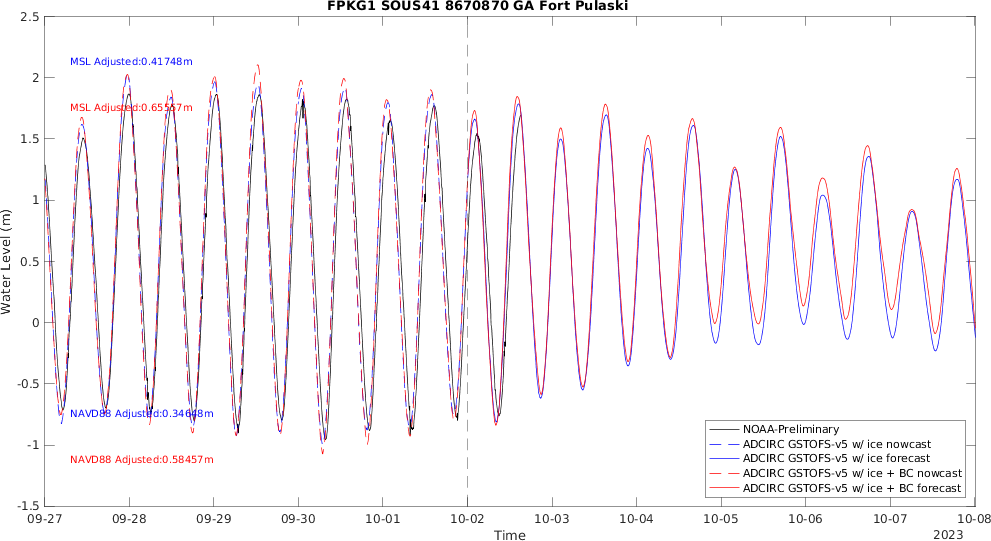 FPKG1 SOUS41 8670870 GA Fort Pulaski
2.5
2
1.5
1
0.5
0
-0.5
-1
-1.5
Water Level (m)
MSL Adjusted:0.41748m
MSL Adjusted:0.65557m
NAVD88 Adjusted:0.34648m
NAVD88 Adjusted:0.58457m
NOAA-Preliminary
ADCIRC GSTOFS-v5 w/ ice nowcast
ADCIRC GSTOFS-v5 w/ ice forecast
ADCIRC GSTOFS-v5 w/ ice + BC nowcast
ADCIRC GSTOFS-v5 w/ ice + BC forecast
09-27 09-28 09-29 09-30 10-01 10-02 10-03 10-04 10-05 10-06 10-07 10-08
Time
2023